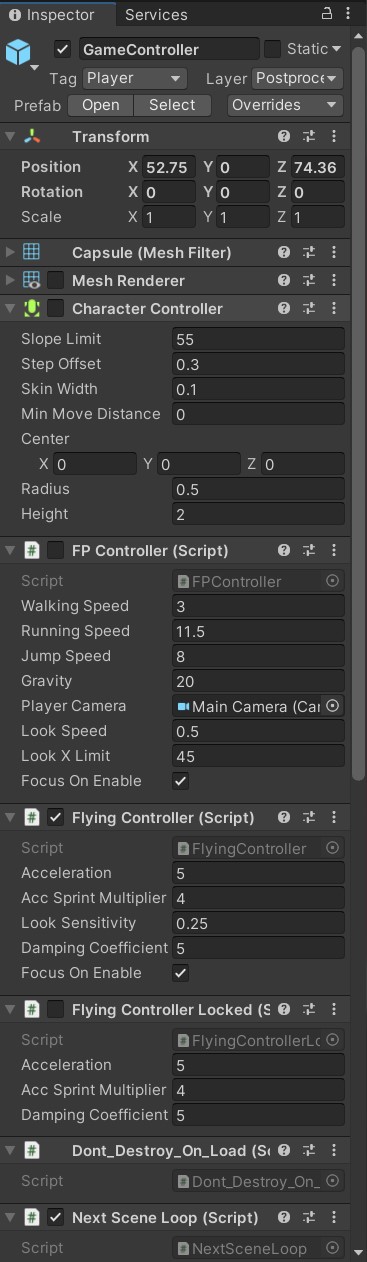 Inspector Services
GameController Static
Tag Player Layer Postproce
Prefab Open Select Overrides
Transform
Position X 52.75 Y 0 Z 74.36
Rotation X 0 Y 0 Z 0
Scale X 1 Y 1 Z 1
Capsule (Mesh Filter)
Mesh Renderer
Character Controller
Slope Limit 55
Step Offset 0.3
Skin Width 0.1
Min Move Distance 0
Center
X 0 Y 0 Z 0
Radius 0.5
Height 2
FP Controller (Script)
Script FPController
Walking Speed 3
Running Speed 11.5
Jump Speed 8
Gravity 20
Player Camera Main Camera (Ca
Look Speed 0.5
Look X Limit 45
Focus On Enable
Flying Controller (Script)
Script FlyingController
Acceleration 5
Acc Sprint Multiplier 4
Look Sensitivity 0.25
Damping Coefficient 5
Focus On Enable
Flying Controller Locked (S
Script FlyingControllerLo
Acceleration 5
Acc Sprint Multiplier 4
Damping Coefficient 5
Dont_Destroy_On_Load (Sc
Script Dont_Destroy_On_
Next Scene Loop (Script)
Script NextSceneLoop